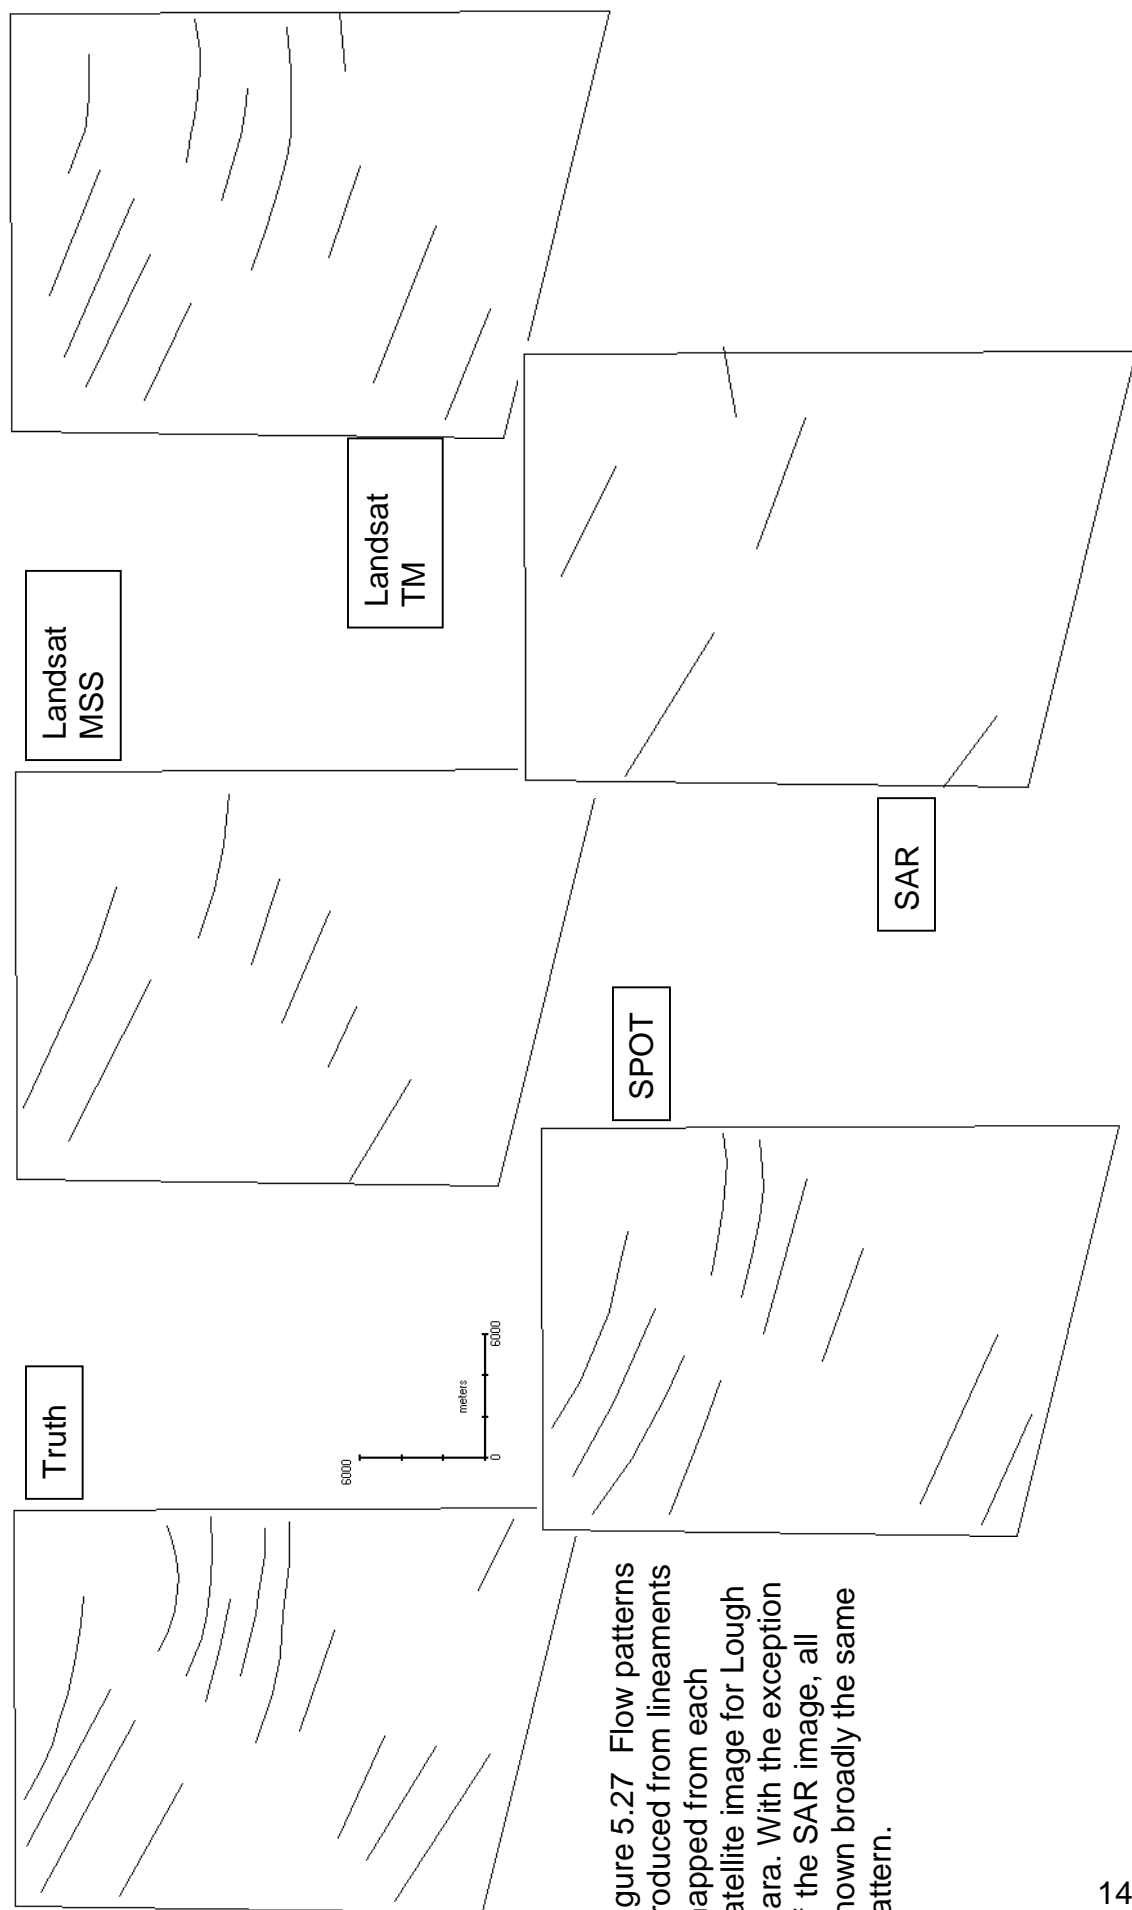 Truth
Landsat
MSS
Landsat
TM
6000
meters
0
6000
gure 5.27 Flow patterns
roduced from lineaments
apped from each
atellite image for Lough
ara. With the exception
the SAR image, all
hown broadly the same
attern.
SPOT
SAR
14